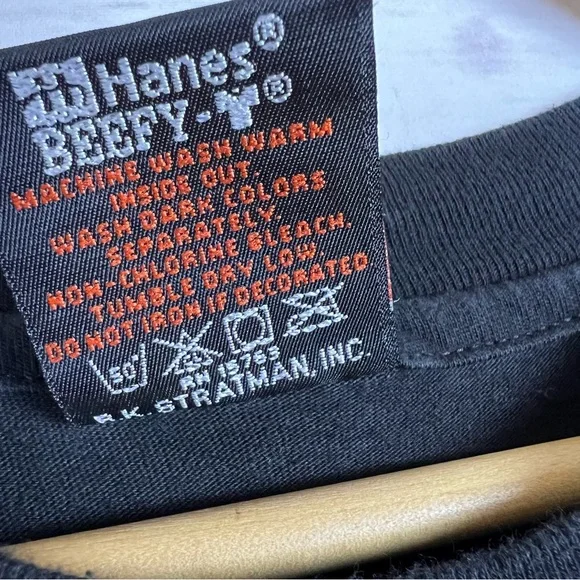 Hanes®
BEEFY-T®
MACHINE WASH WARM
INSIDE OUT.
WASH DARK COLORS
SEPARATELY.
NON-CHLORINE BLEACH.
TUMBLE DRY LOW
DO NOT IRON IF DECORATED
50°
RN 15763
R.K. STRATMAN, INC.